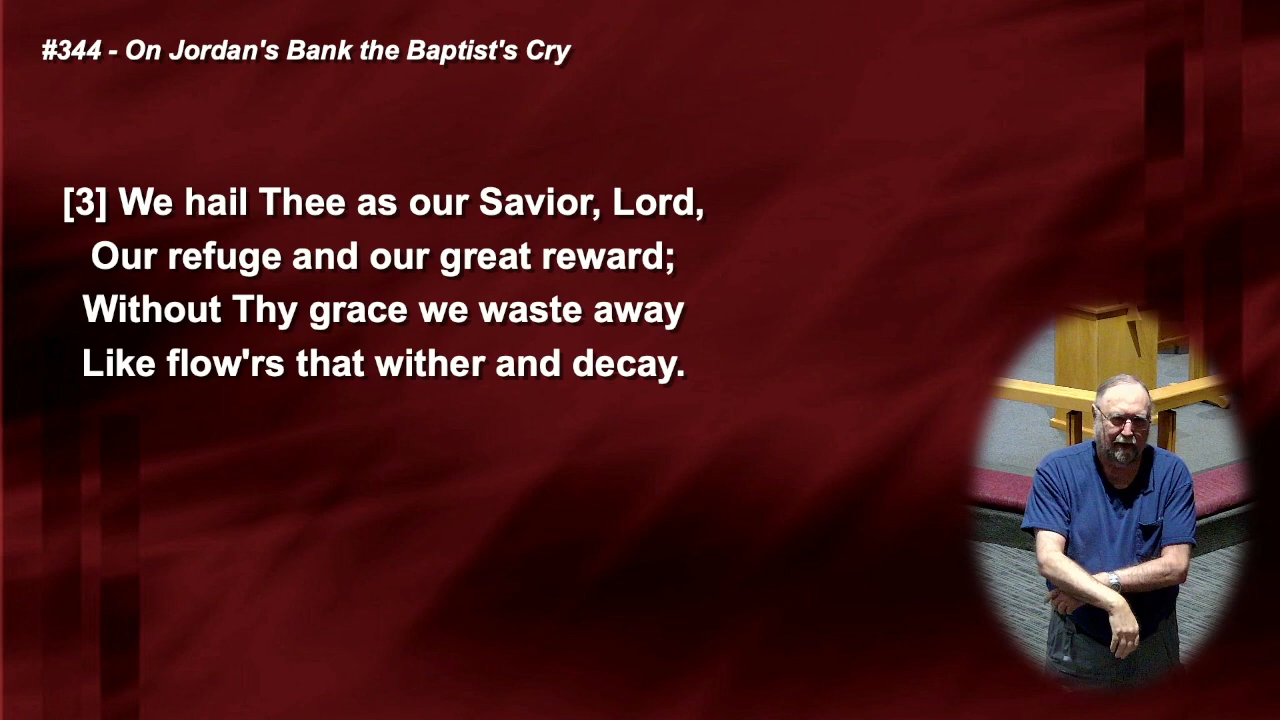 #344 - On Jordan's Bank the Baptist's Cry
[3] We hail Thee as our Savior, Lord,
Our refuge and our great reward;
Without Thy grace we waste away
Like flow'rs that wither and decay.